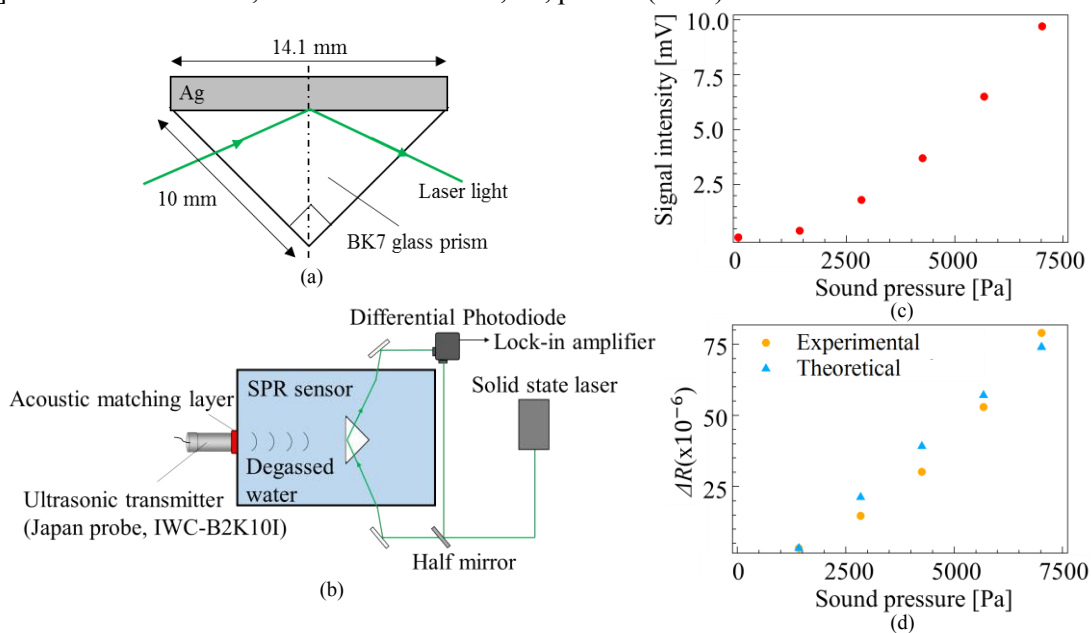 14.1 mm
Ag
10 mm
Laser light
BK7 glass prism
(a)
Differential Photodiode
Lock-in amplifier
SPR sensor
Solid state laser
Acoustic matching layer
Degassed
water
Ultrasonic transmitter
(Japan probe, IWC-B2K10I)
Half mirror
(b)
Signal intensity [mV]
10.0
7.5
5.0
2.5
0
2500
5000
7500
Sound pressure [Pa]
(c)
ΔR(x10⁻⁶)
75
50
25
Experimental
Theoretical
0
2500
5000
7500
Sound pressure [Pa]
(d)